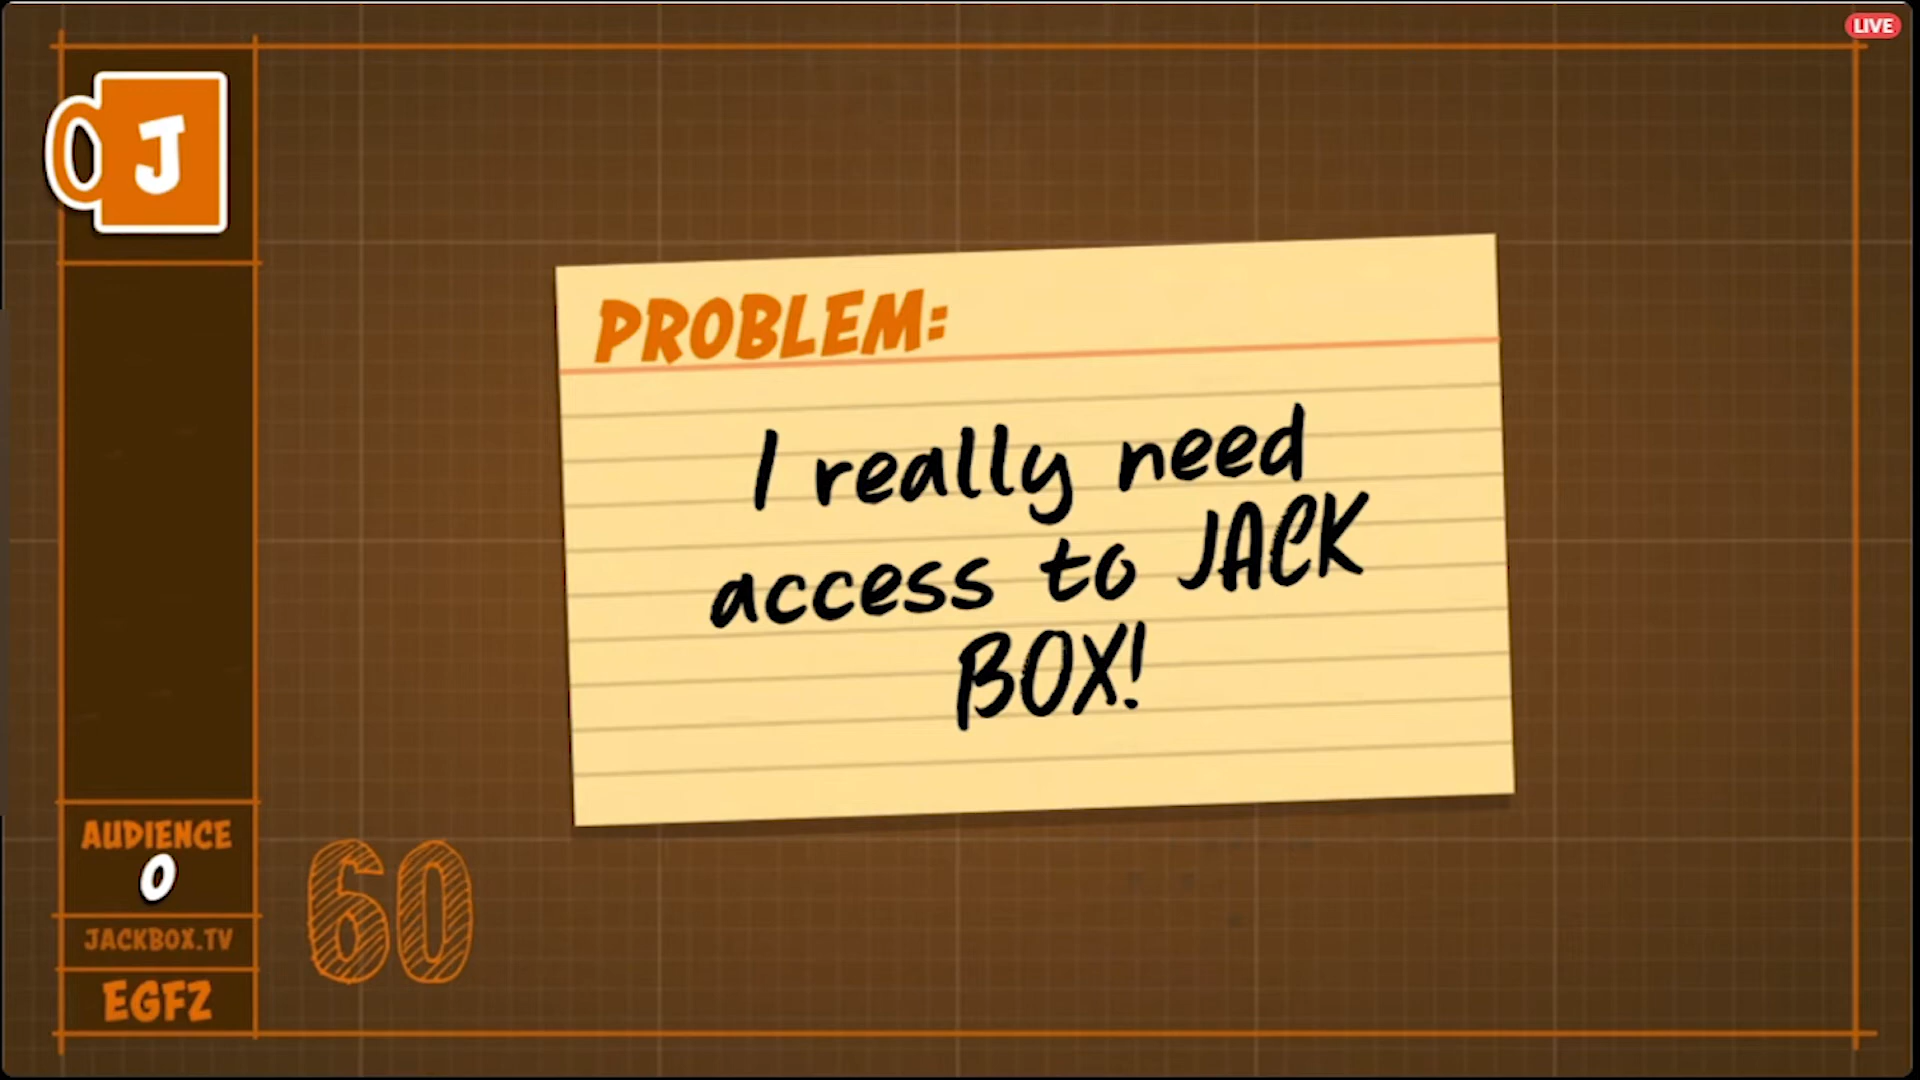 LIVE
J
PROBLEM:
I really need
access to JACK
BOX!
AUDIENCE
0
JACKBOX.TV
EGFZ
60